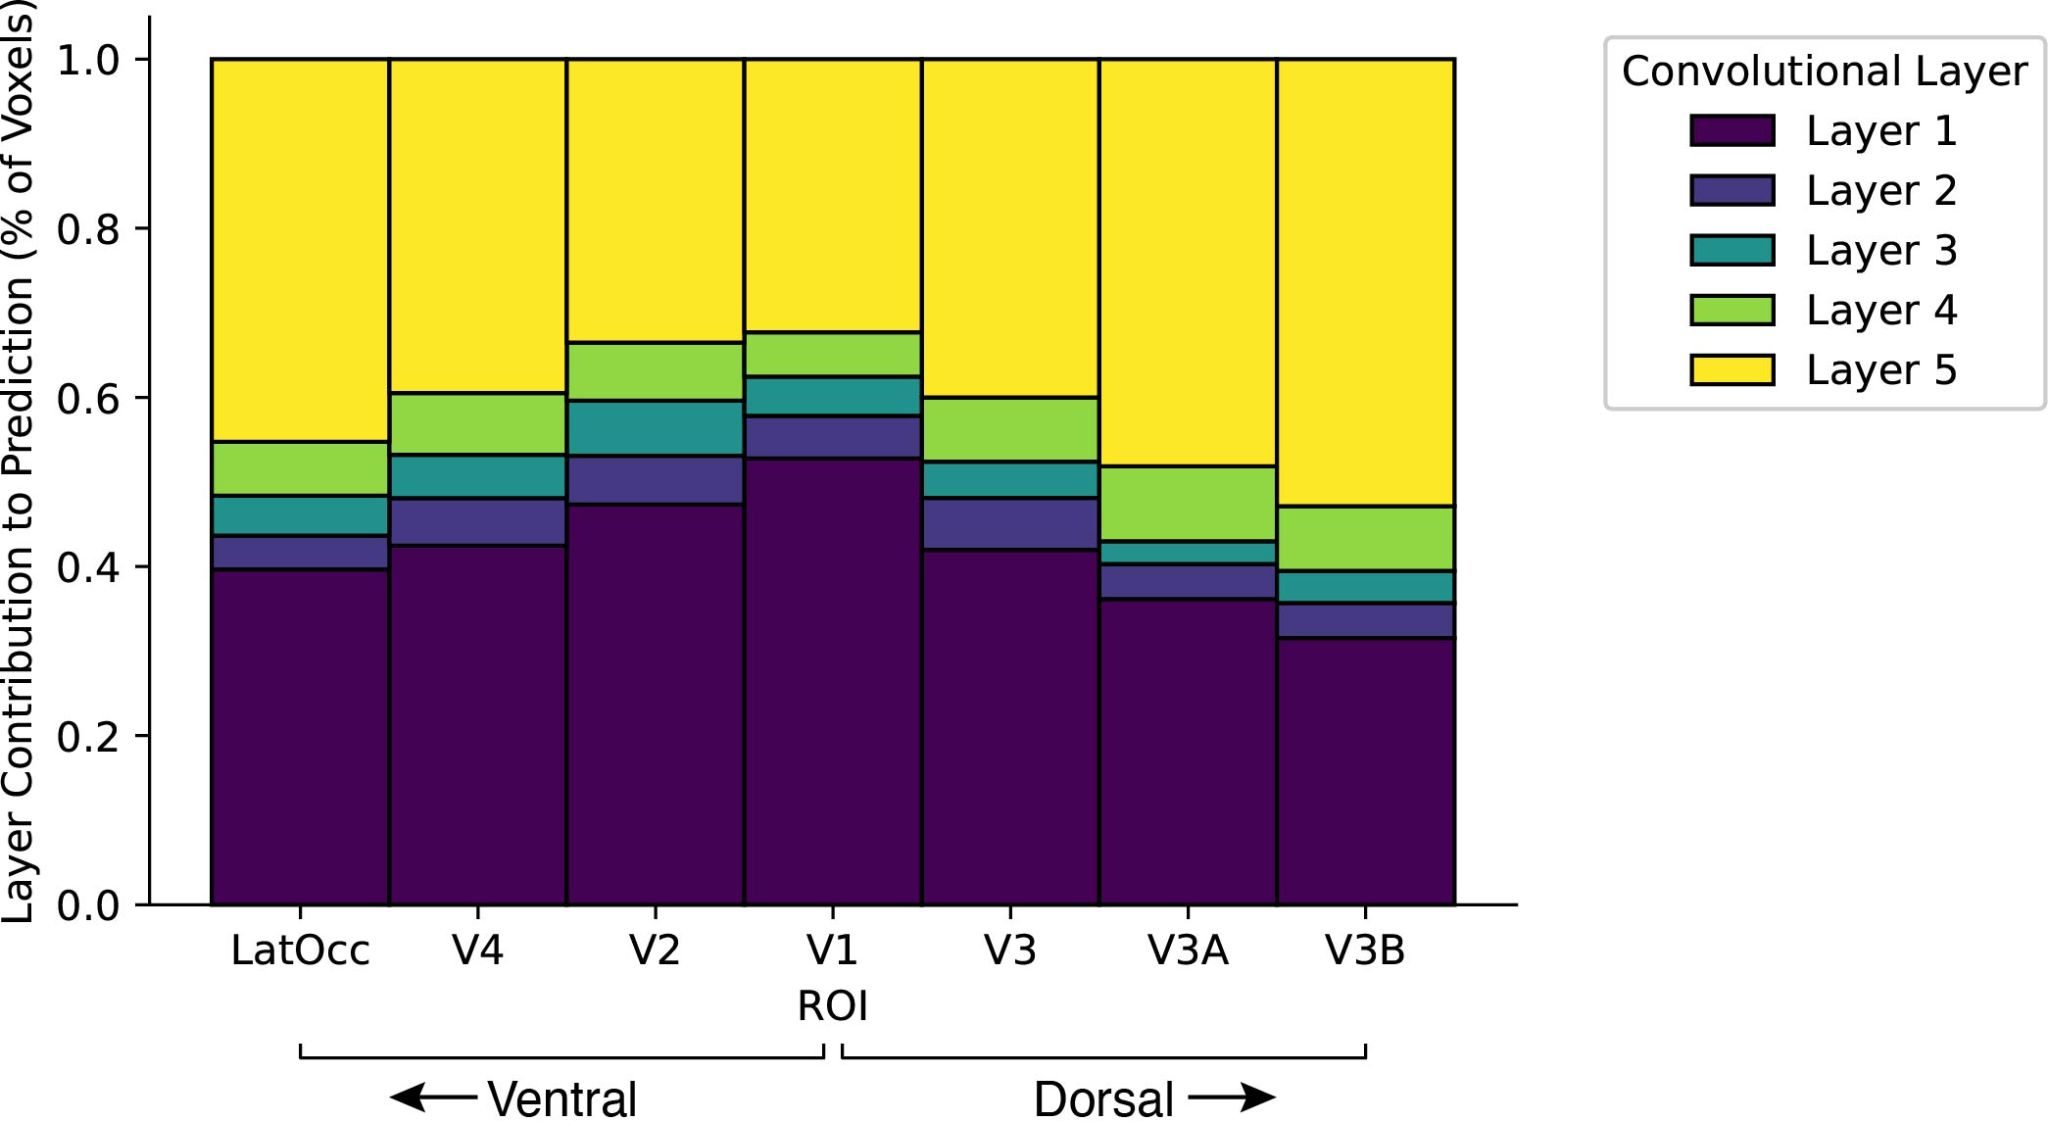 Layer Contribution to Prediction (% of Voxels)
1.0
0.8
0.6
0.4
0.2
0.0
LatOcc V4 V2 V1 V3 V3A V3B
ROI
Ventral Dorsal
Convolutional Layer
Layer 1
Layer 2
Layer 3
Layer 4
Layer 5